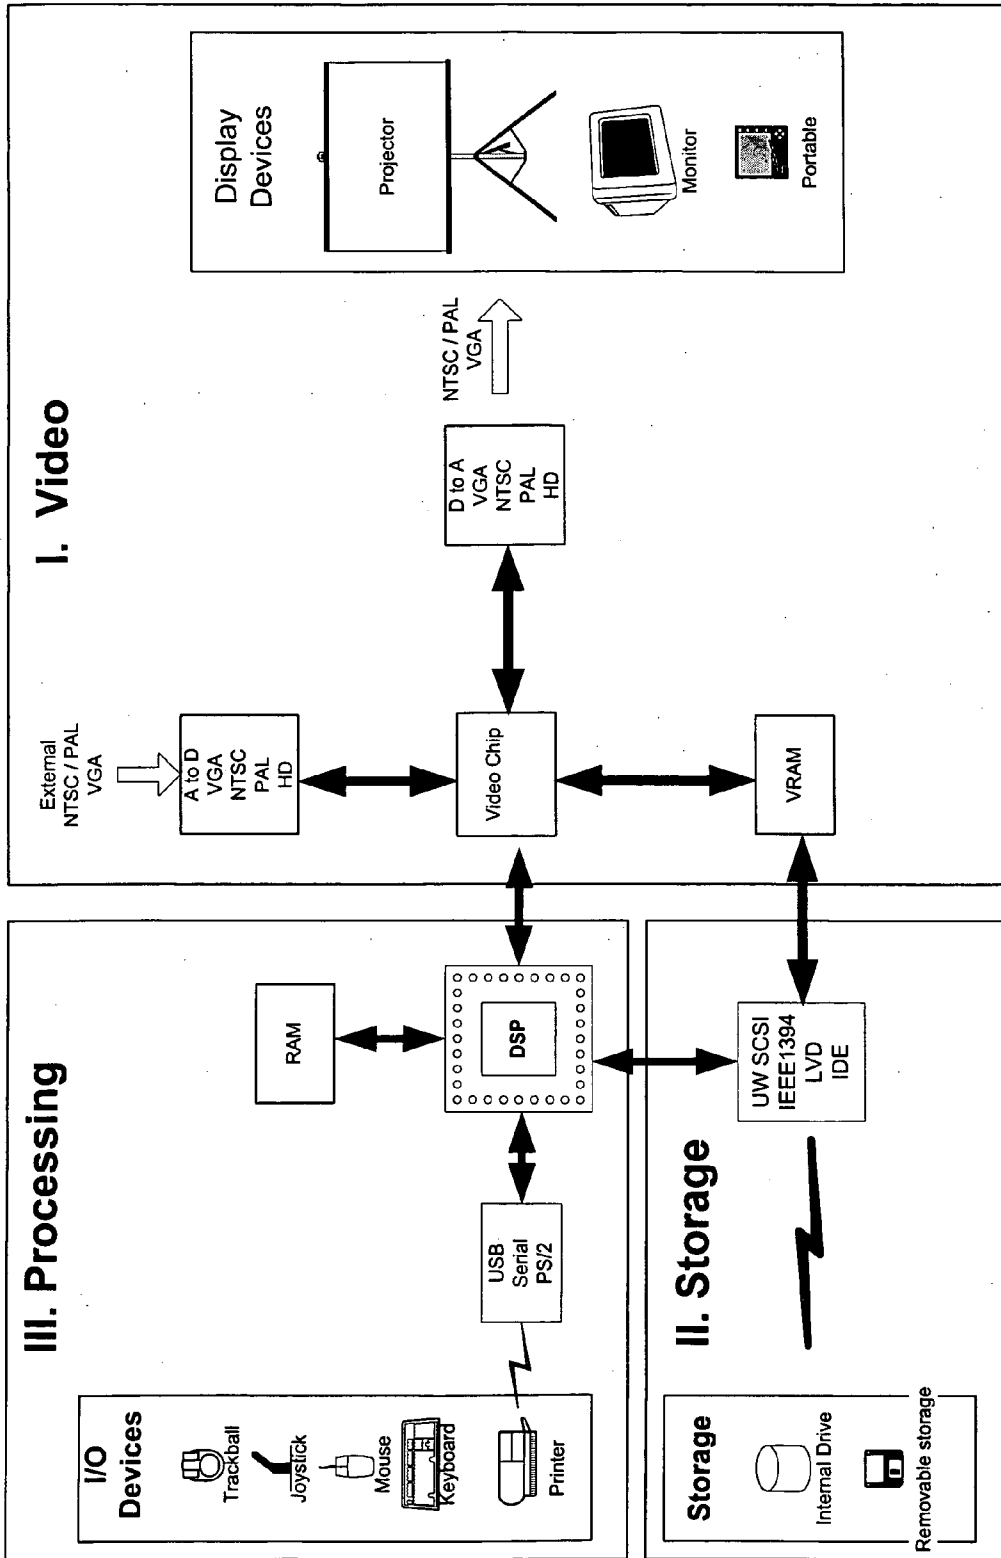 III. Processing
I/O
Devices
Trackball
Joystick
Mouse
Keyboard
Printer
USB
Serial
PS/2
RAM
DSP
II. Storage
Storage
Internal Drive
Removable storage
UW SCSI
IEEE1394
LVD
IDE
I. Video
External
NTSC / PAL
VGA
A to D
VGA
NTSC
PAL
HD
Video Chip
VRAM
D to A
VGA
NTSC
PAL
HD
NTSC / PAL
VGA
Display
Devices
Projector
Monitor
Portable